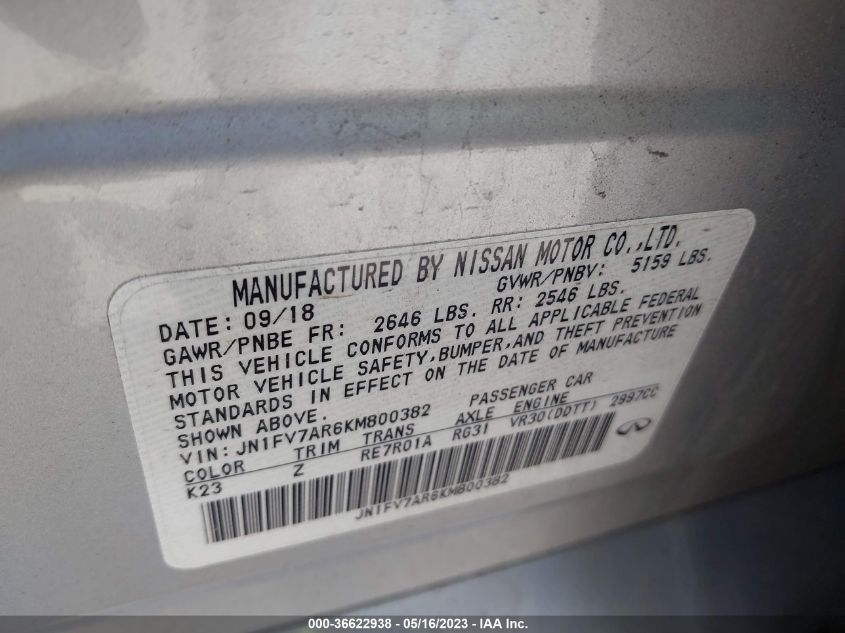 MANUFACTURED BY NISSAN MOTOR CO.,LTD.
DATE: 09/18 GVWR/PNBV: 5159 LBS.
GAWR/PNBE FR: 2646 LBS. RR: 2546 LBS.
THIS VEHICLE CONFORMS TO ALL APPLICABLE FEDERAL
MOTOR VEHICLE SAFETY,BUMPER,AND THEFT PREVENTION
STANDARDS IN EFFECT ON THE DATE OF MANUFACTURE
SHOWN ABOVE.
VIN: JN1FV7AR6KM800382 PASSENGER CAR
COLOR TRIM TRANS AXLE ENGINE
K23 Z RE7R01A RG31 VR30(DDTT) 2997CC
JN1FV7AR6KM800382
000-36622938 - 05/16/2023 - IAA Inc.